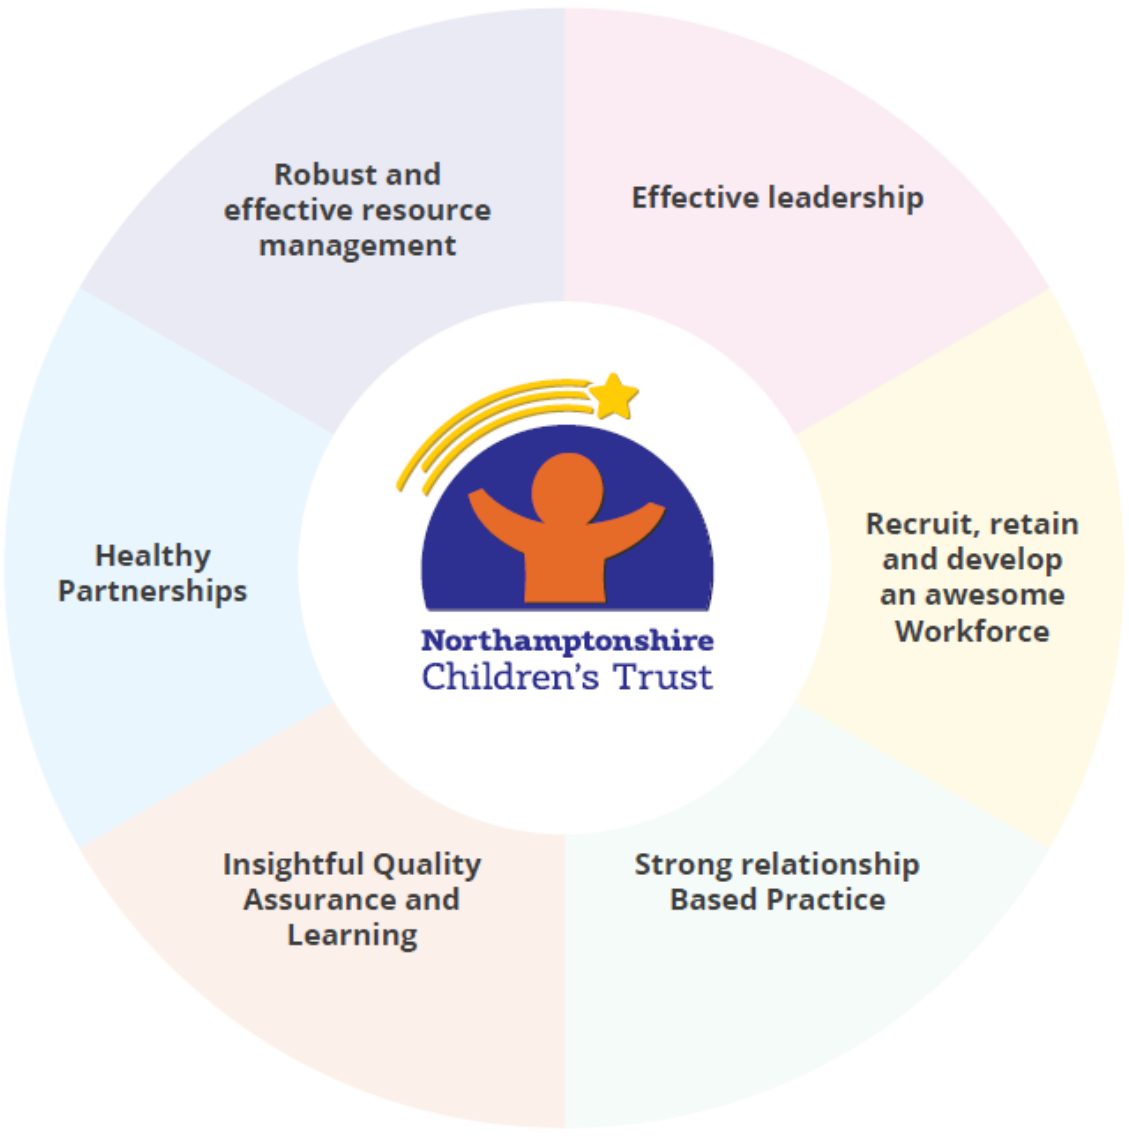 Robust and
effective resource
management
Effective leadership
Recruit, retain
and develop
an awesome
Workforce
Healthy
Partnerships
Northamptonshire
Children's Trust
Insightful Quality
Assurance and
Learning
Strong relationship
Based Practice